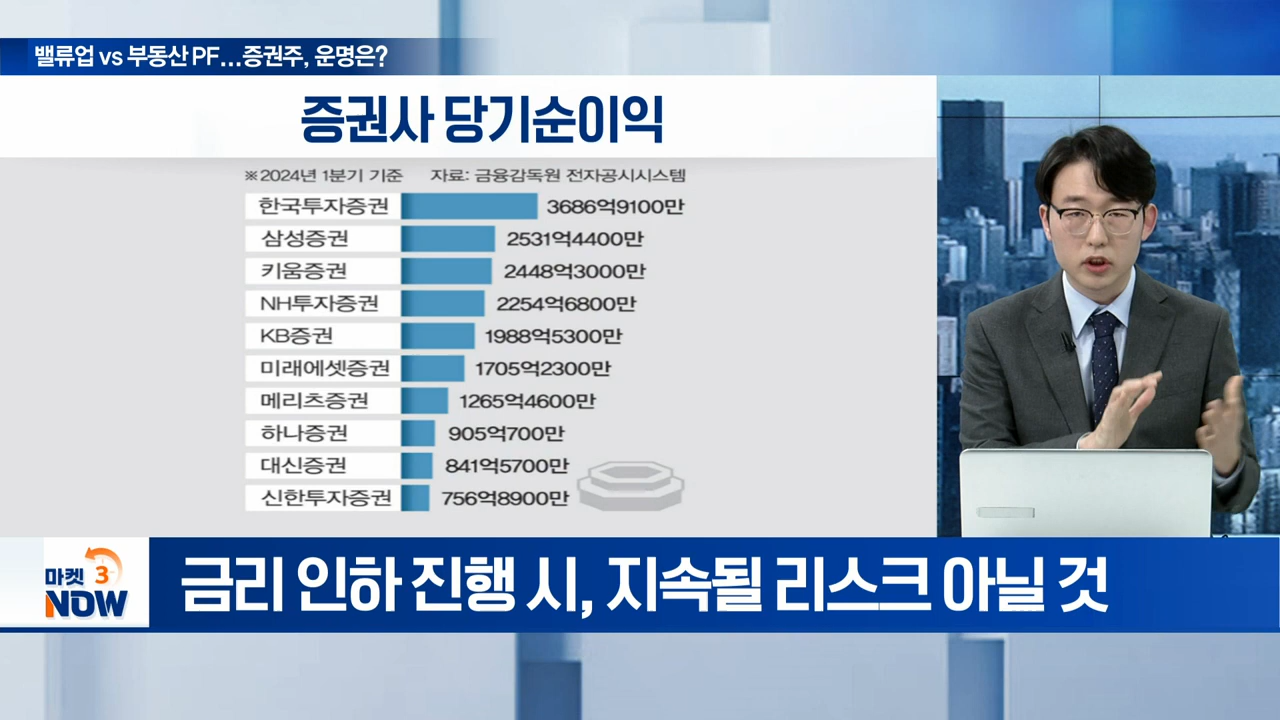 밸류업 vs 부동산 PF...증권주, 운명은?
증권사 당기순이익
※2024년 1분기 기준 자료: 금융감독원 전자공시시스템
한국투자증권 3686억9100만
삼성증권 2531억4400만
키움증권 2448억3000만
NH투자증권 2254억6800만
KB증권 1988억5300만
미래에셋증권 1705억2300만
메리츠증권 1265억4600만
하나증권 905억700만
대신증권 841억5700만
신한투자증권 756억8900만
마켓 3
NOW
금리 인하 진행 시, 지속될 리스크 아닐 것